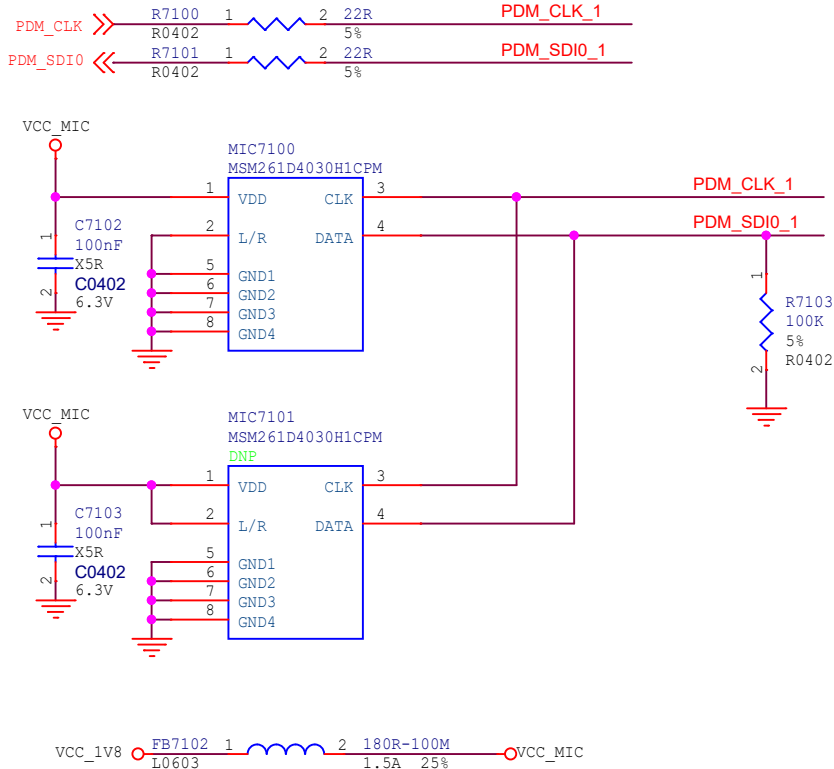 PDM_CLK R7100 1 2 22R PDM_CLK_1
R0402 5%
PDM_SDI0 R7101 1 2 22R PDM_SDI0_1
R0402 5%
VCC_MIC
MIC7100
MSM261D4030H1CPM
1 VDD CLK 3 PDM_CLK_1
2 L/R DATA 4 PDM_SDI0_1
5 GND1
6 GND2
7 GND3
8 GND4
1 C7102
100nF
X5R
C0402
2 6.3V
1 R7103
100K
5%
2 R0402
VCC_MIC
MIC7101
MSM261D4030H1CPM
DNP
1 VDD CLK 3
2 L/R DATA 4
5 GND1
6 GND2
7 GND3
8 GND4
1 C7103
100nF
X5R
C0402
2 6.3V
VCC_1V8 FB7102 1 2 180R-100M VCC_MIC
L0603 1.5A 25%